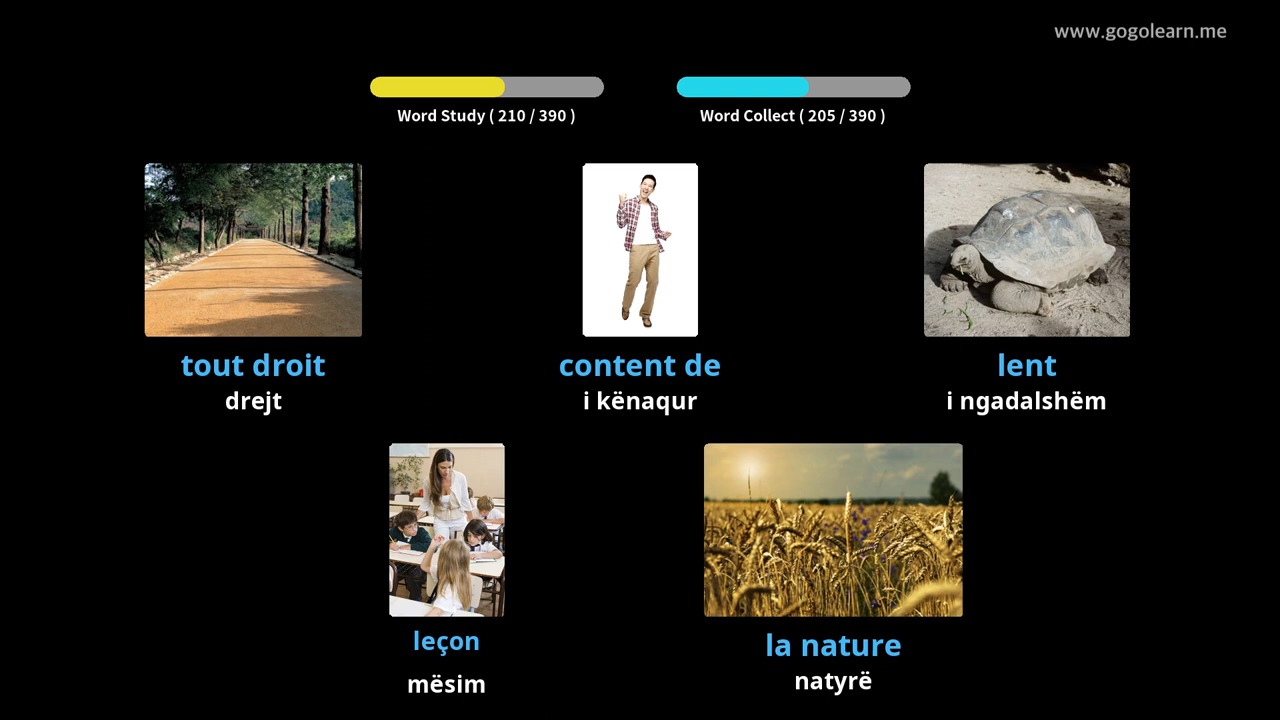 www.gogolearn.me
Word Study ( 210 / 390 )
Word Collect ( 205 / 390 )
tout droit
drejt
content de
i kënaqur
lent
i ngadalshëm
leçon
mësim
la nature
natyrë